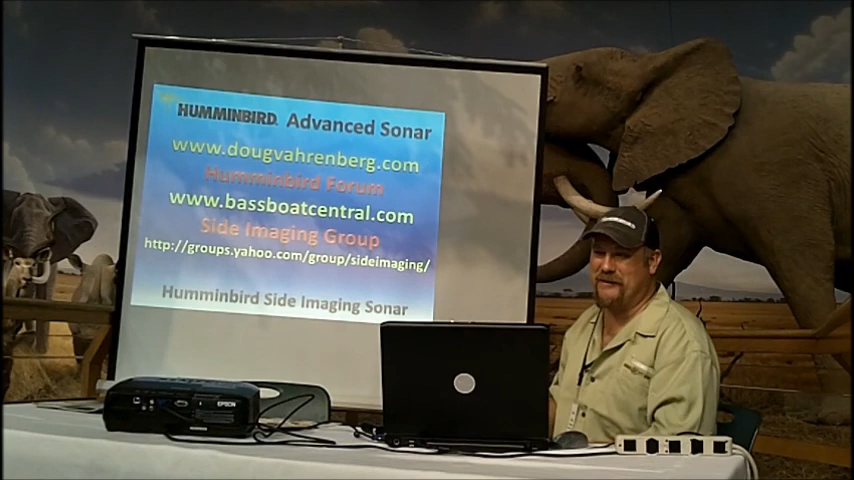 HUMMINBIRD. Advanced Sonar
www.dougvahrenberg.com
Humminbird Forum
www.bassboatcentral.com
Side Imaging Group
http://groups.yahoo.com/group/sideimaging/
Humminbird Side Imaging Sonar
EPSON